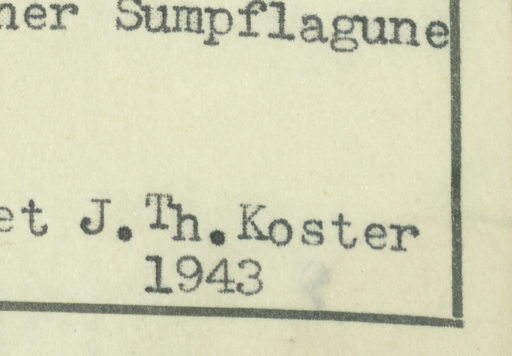 ner Sumpflagune
et J.Th.Koster
1943